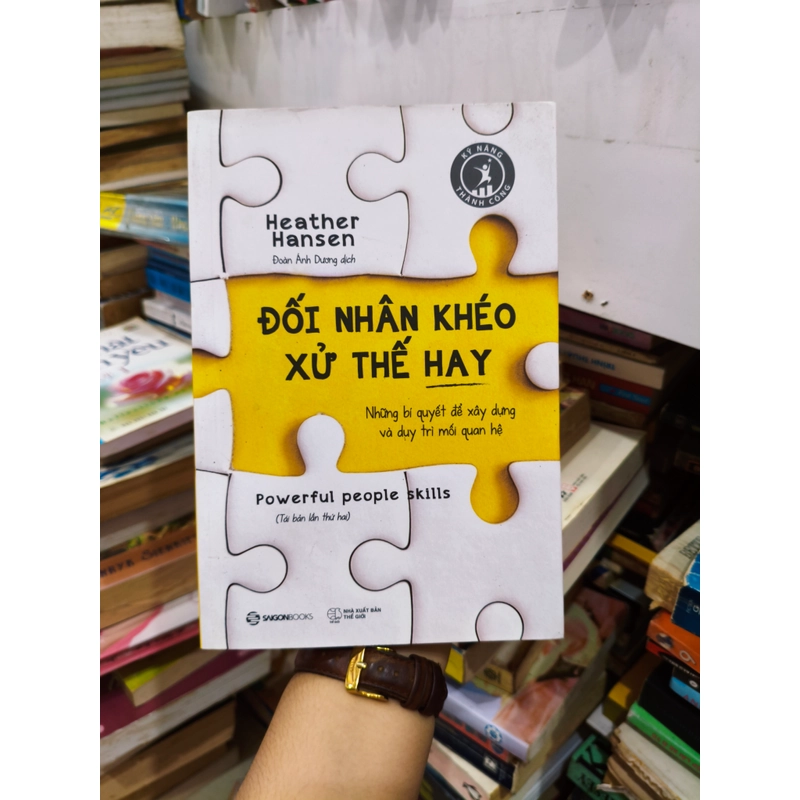 KỸ NĂNG
THÀNH CÔNG
Heather
Hansen
Đoàn Ánh Dương dịch
ĐỐI NHÂN KHÉO
XỬ THẾ HAY
Những bí quyết để xây dựng
và duy trì mối quan hệ
Powerful people skills
(Tái bản lần thứ hai)
SAIGONBOOKS
NHÀ XUẤT BẢN
THẾ GIỚI